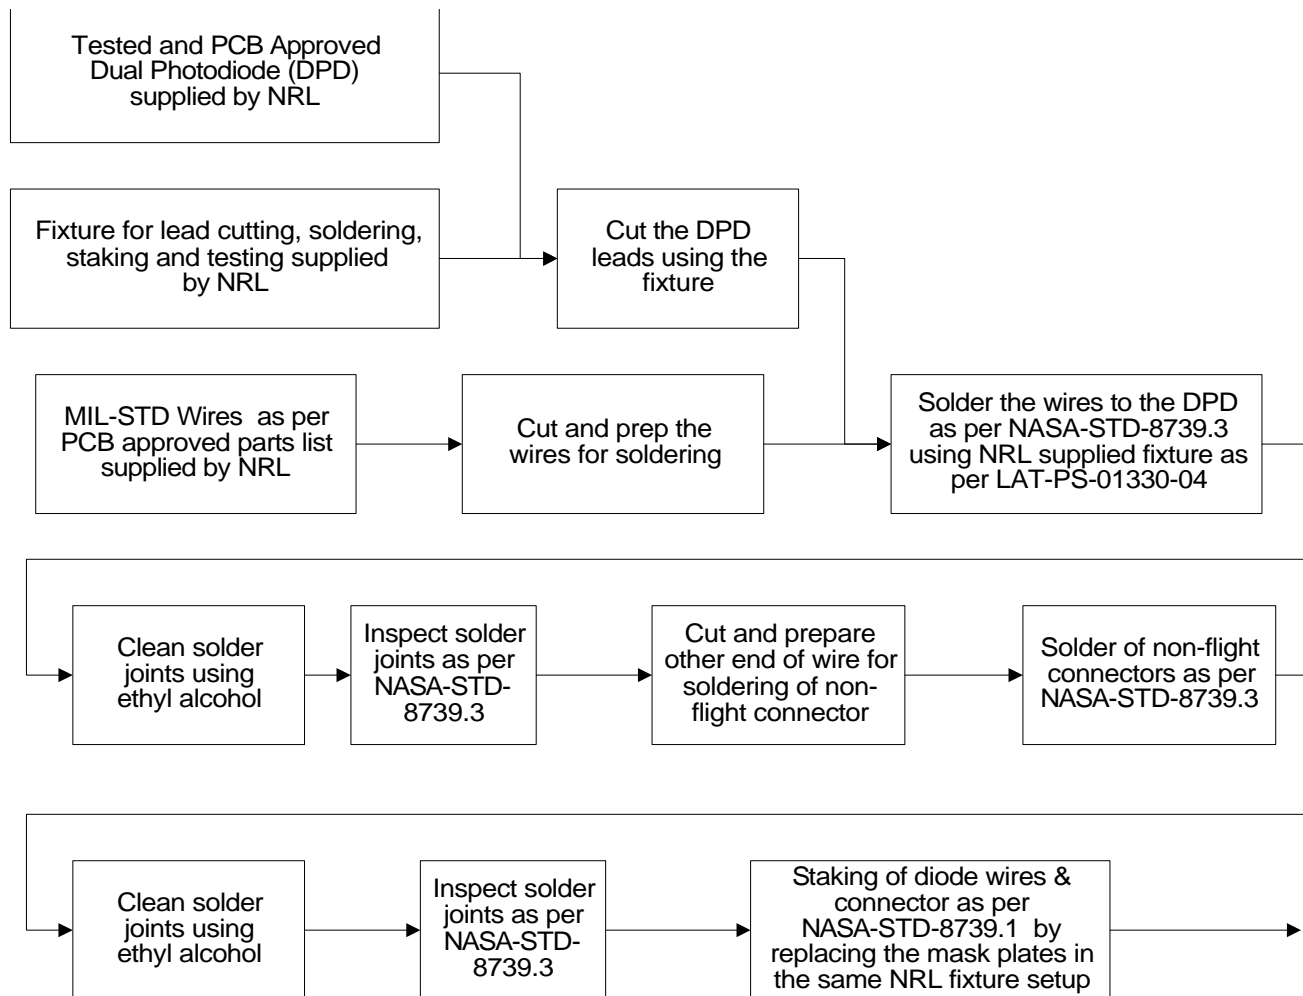 Tested and PCB Approved
Dual Photodiode (DPD)
supplied by NRL
Fixture for lead cutting, soldering,
staking and testing supplied
by NRL
Cut the DPD
leads using the
fixture
MIL-STD Wires as per
PCB approved parts list
supplied by NRL
Cut and prep the
wires for soldering
Solder the wires to the DPD
as per NASA-STD-8739.3
using NRL supplied fixture as
per LAT-PS-01330-04
Clean solder
joints using
ethyl alcohol
Inspect solder
joints as per
NASA-STD-
8739.3
Cut and prepare
other end of wire for
soldering of non-
flight connector
Solder of non-flight
connectors as per
NASA-STD-8739.3
Clean solder
joints using
ethyl alcohol
Inspect solder
joints as per
NASA-STD-
8739.3
Staking of diode wires &
connector as per
NASA-STD-8739.1 by
replacing the mask plates in
the same NRL fixture setup